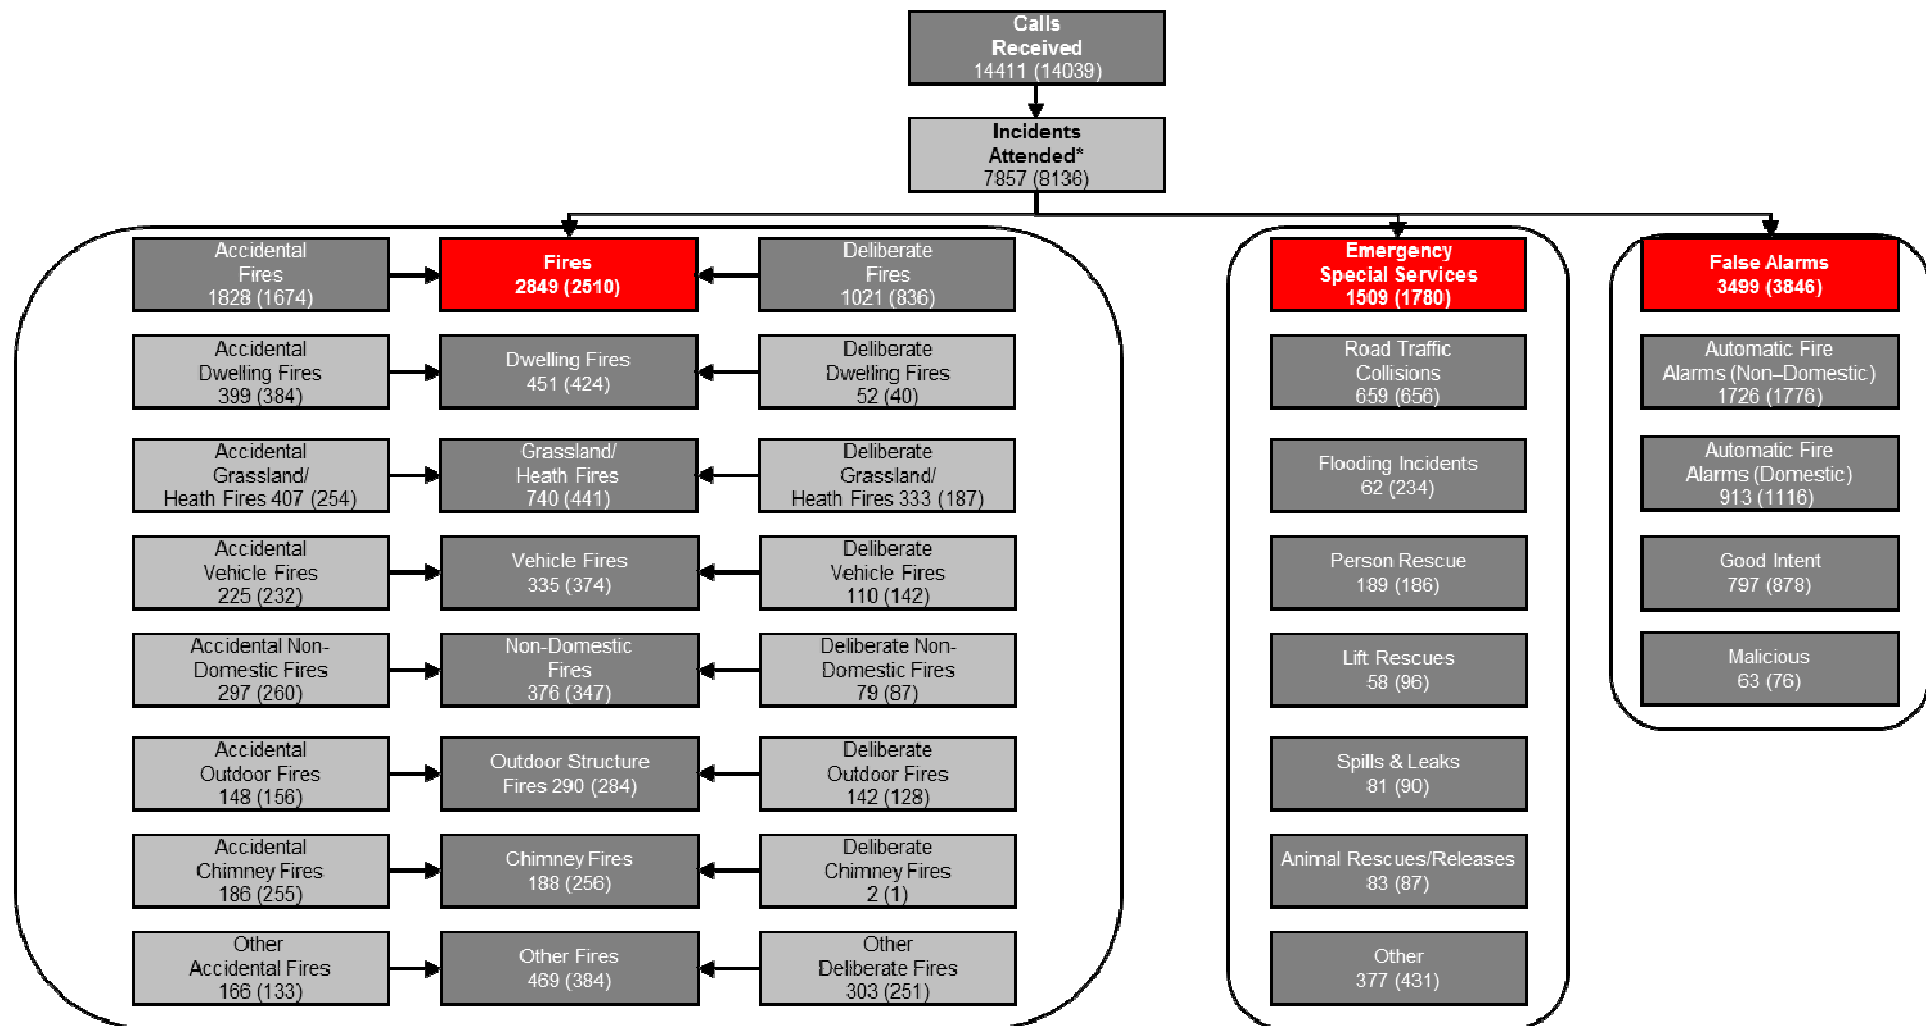 Calls
Received
14411 (14039)
Incidents
Attended*
7857 (8136)
Accidental
Fires
1828 (1674)
Fires
2849 (2510)
Deliberate
Fires
1021 (836)
Accidental
Dwelling Fires
399 (384)
Dwelling Fires
451 (424)
Deliberate
Dwelling Fires
52 (40)
Accidental
Grassland/
Heath Fires 407 (254)
Grassland/
Heath Fires
740 (441)
Deliberate
Grassland/
Heath Fires 333 (187)
Accidental
Vehicle Fires
225 (232)
Vehicle Fires
335 (374)
Deliberate
Vehicle Fires
110 (142)
Accidental Non-
Domestic Fires
297 (260)
Non-Domestic
Fires
376 (347)
Deliberate Non-
Domestic Fires
79 (87)
Accidental
Outdoor Fires
148 (156)
Outdoor Structure
Fires 290 (284)
Deliberate
Outdoor Fires
142 (128)
Accidental
Chimney Fires
186 (255)
Chimney Fires
188 (256)
Deliberate
Chimney Fires
2 (1)
Other
Accidental Fires
166 (133)
Other Fires
469 (384)
Other
Deliberate Fires
303 (251)
Emergency
Special Services
1509 (1780)
Road Traffic
Collisions
659 (656)
Flooding Incidents
62 (234)
Person Rescue
189 (186)
Lift Rescues
58 (96)
Spills & Leaks
81 (90)
Animal Rescues/Releases
83 (87)
Other
377 (431)
False Alarms
3499 (3846)
Automatic Fire
Alarms (Non–Domestic)
1726 (1776)
Automatic Fire
Alarms (Domestic)
913 (1116)
Good Intent
797 (878)
Malicious
63 (76)